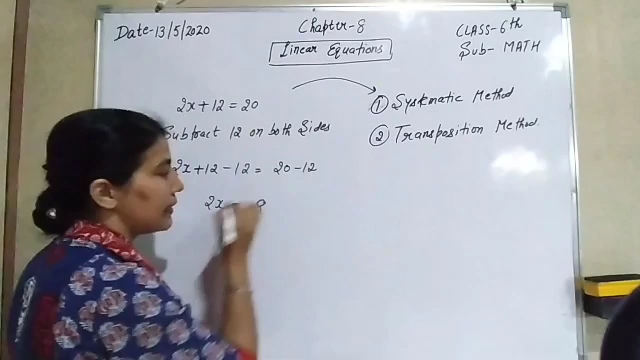 Date-13/5/2020
Chapter-8
CLASS-6th
Linear Equations
Sub- MATH
2x+12=20
Subtract 12 on both Sides
2x+12-12= 20-12
2x
① Systematic Method
② Transposition Method